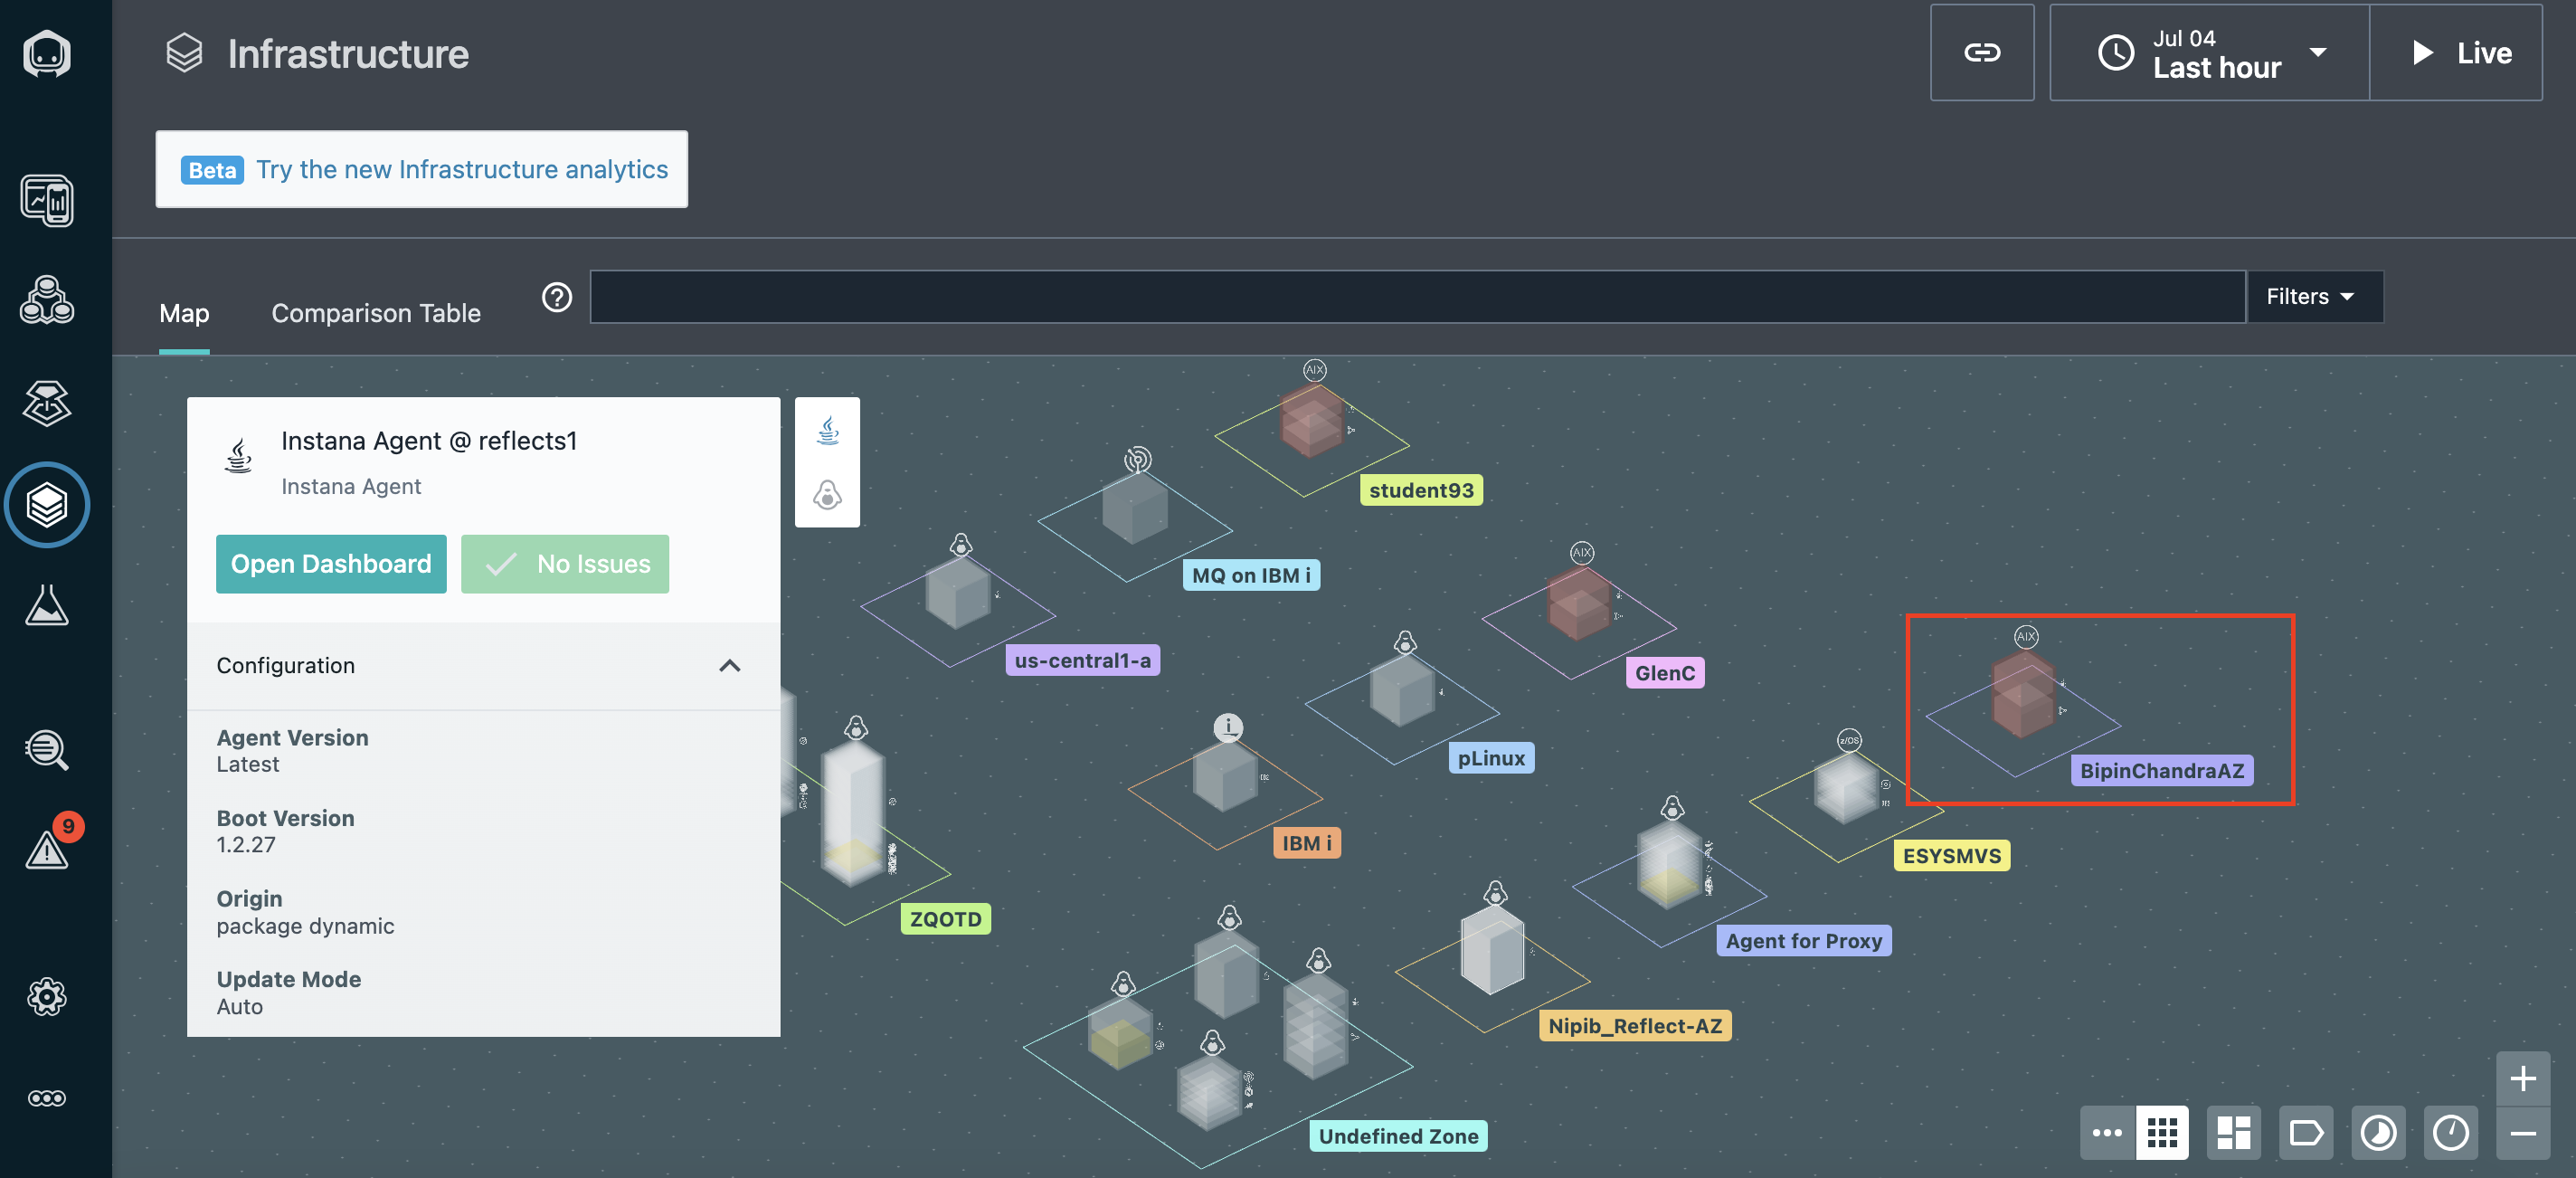 Infrastructure
Jul 04
Last hour
Live
Beta Try the new Infrastructure analytics
Map
Comparison Table
?
Filters
Instana Agent @ reflects1
Instana Agent
Open Dashboard
No Issues
Configuration
Agent Version
Latest
Boot Version
1.2.27
Origin
package dynamic
Update Mode
Auto
9
AIX
student93
MQ on IBM i
us-central1-a
AIX
GlenC
pLinux
AIX
BipinChandraAZ
i
IBM i
z/OS
ESYSMVS
ZQOTD
Agent for Proxy
Nipib_Reflect-AZ
Undefined Zone